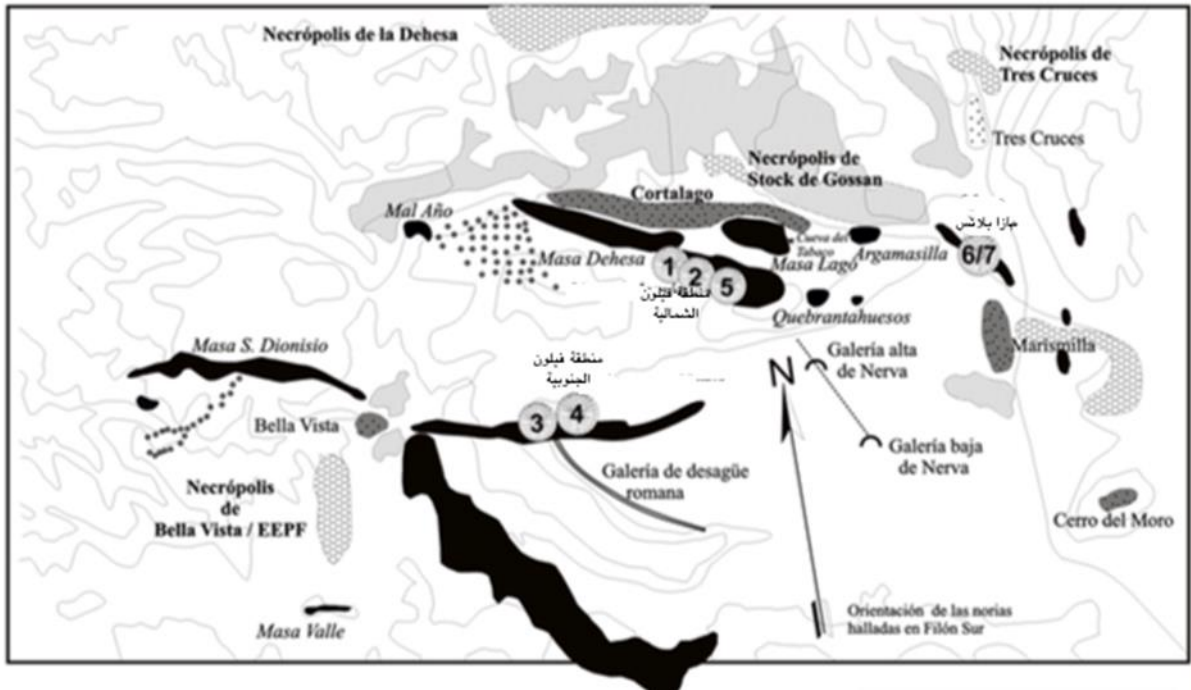 Necrópolis de la Dehesa
Necrópolis de
Tres Cruces
Tres Cruces
Necrópolis de
Stock de Gossan
Cortalago
Mal Año
Masa Dehesa
1
2
5
منطقة فيلون
الشمالية
Cueva del
Tabaco
Masa Lago
Argamasilla
مازا بلانس
6/7
Quebrantahuesos
Marismilla
Masa S. Dionisio
منطقة فيلون
الجنوبية
3
4
N
Galería alta
de Nerva
Bella Vista
Galería baja
de Nerva
Galería de desagüe
romana
Necrópolis
de
Bella Vista / EEPF
Cerro del Moro
Masa Valle
Orientación de las norias
halladas en Filón Sur